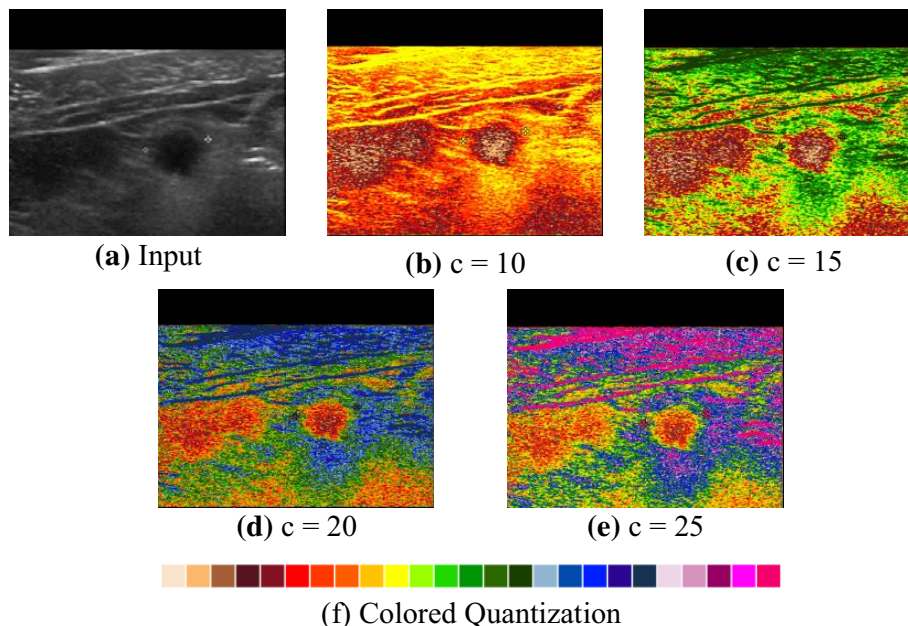 (a) Input
(b) c = 10
(c) c = 15
(d) c = 20
(e) c = 25
(f) Colored Quantization